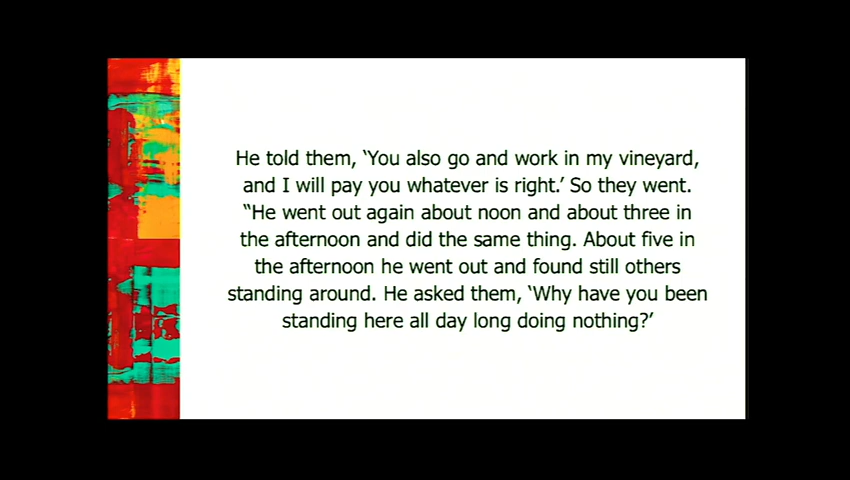 He told them, ‘You also go and work in my vineyard,
and I will pay you whatever is right.’ So they went.
“He went out again about noon and about three in
the afternoon and did the same thing. About five in
the afternoon he went out and found still others
standing around. He asked them, ‘Why have you been
standing here all day long doing nothing?’